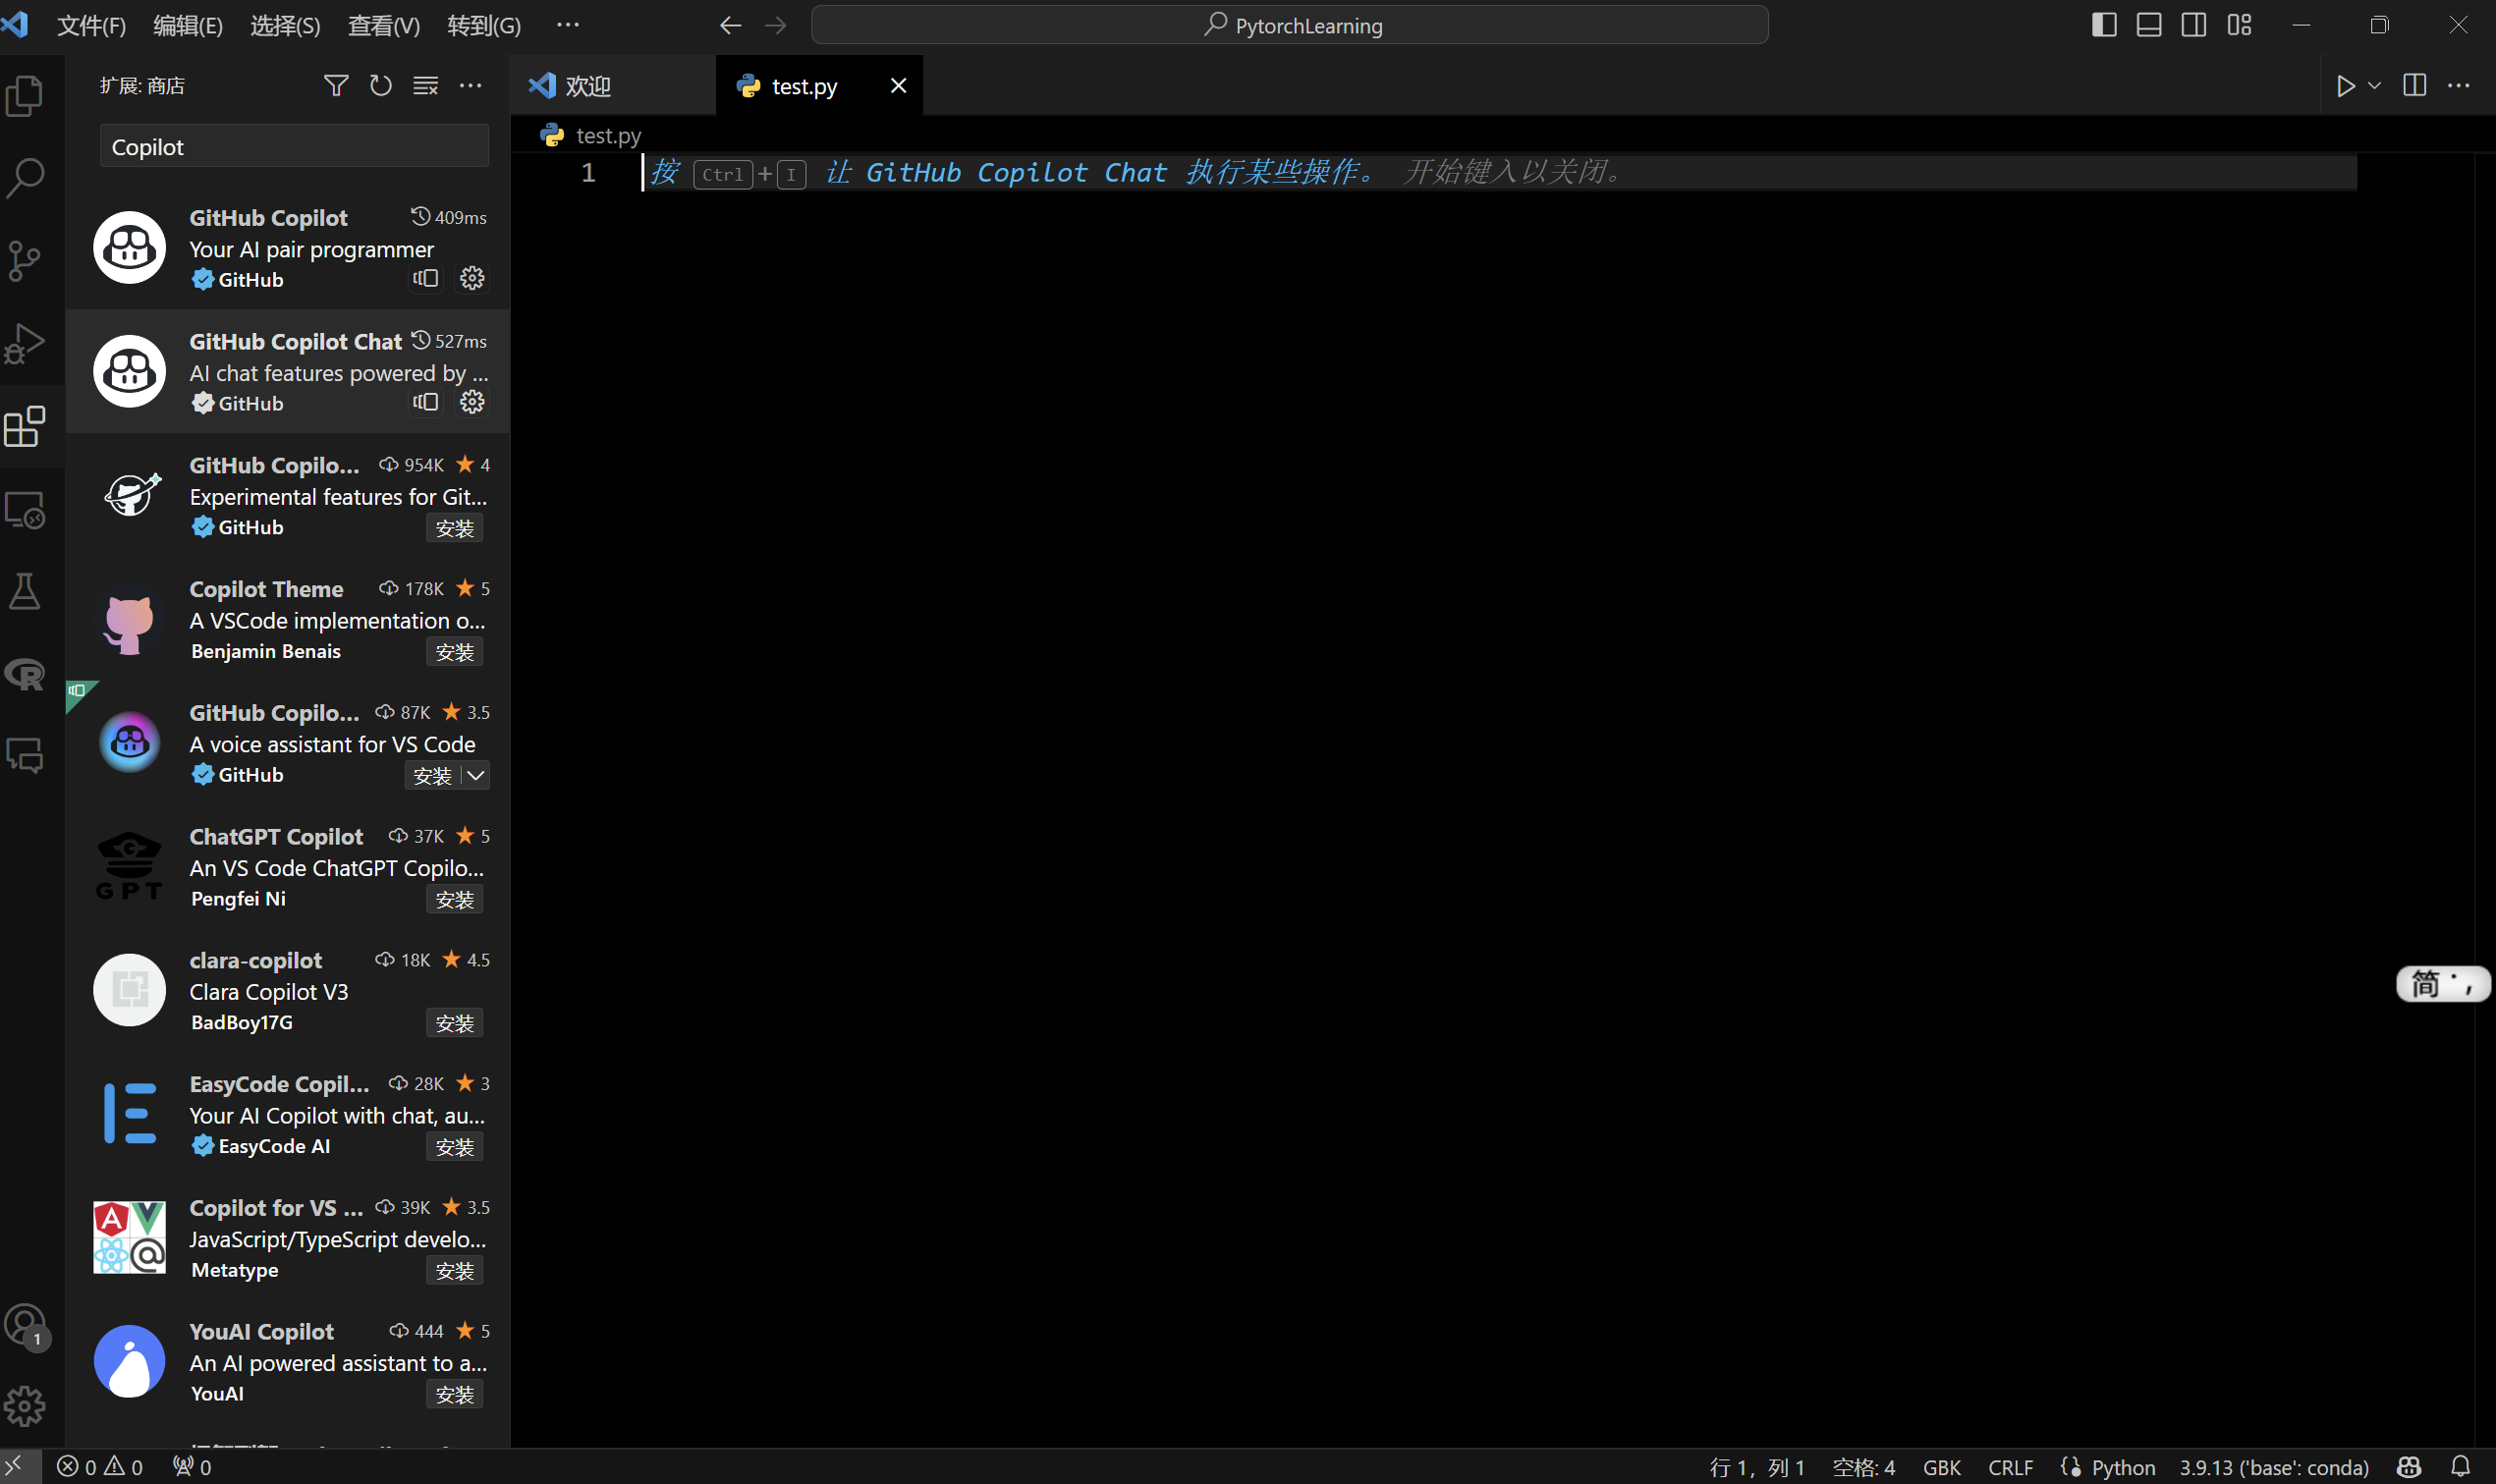 文件(F) 编辑(E) 选择(S) 查看(V) 转到(G) ··· PytorchLearning
扩展: 商店
欢迎
test.py
Copilot
test.py
1 按 Ctrl+I 让 GitHub Copilot Chat 执行某些操作。 开始键入以关闭。
GitHub Copilot 409ms
Your AI pair programmer
GitHub
GitHub Copilot Chat 527ms
AI chat features powered by ...
GitHub
GitHub Copilo... 954K 4
Experimental features for Git...
GitHub 安装
Copilot Theme 178K 5
A VSCode implementation o...
Benjamin Benais 安装
GitHub Copilo... 87K 3.5
A voice assistant for VS Code
GitHub 安装
ChatGPT Copilot 37K 5
An VS Code ChatGPT Copilo...
GPT
Pengfei Ni 安装
clara-copilot 18K 4.5
Clara Copilot V3
BadBoy17G 安装
EasyCode Copil... 28K 3
Your AI Copilot with chat, au...
EasyCode AI 安装
Copilot for VS ... 39K 3.5
JavaScript/TypeScript develo...
Metatype 安装
YouAI Copilot 444 5
An AI powered assistant to a...
YouAI 安装
简 ,
1
0 0 0 行 1, 列 1 空格: 4 GBK CRLF Python 3.9.13 ('base': conda)